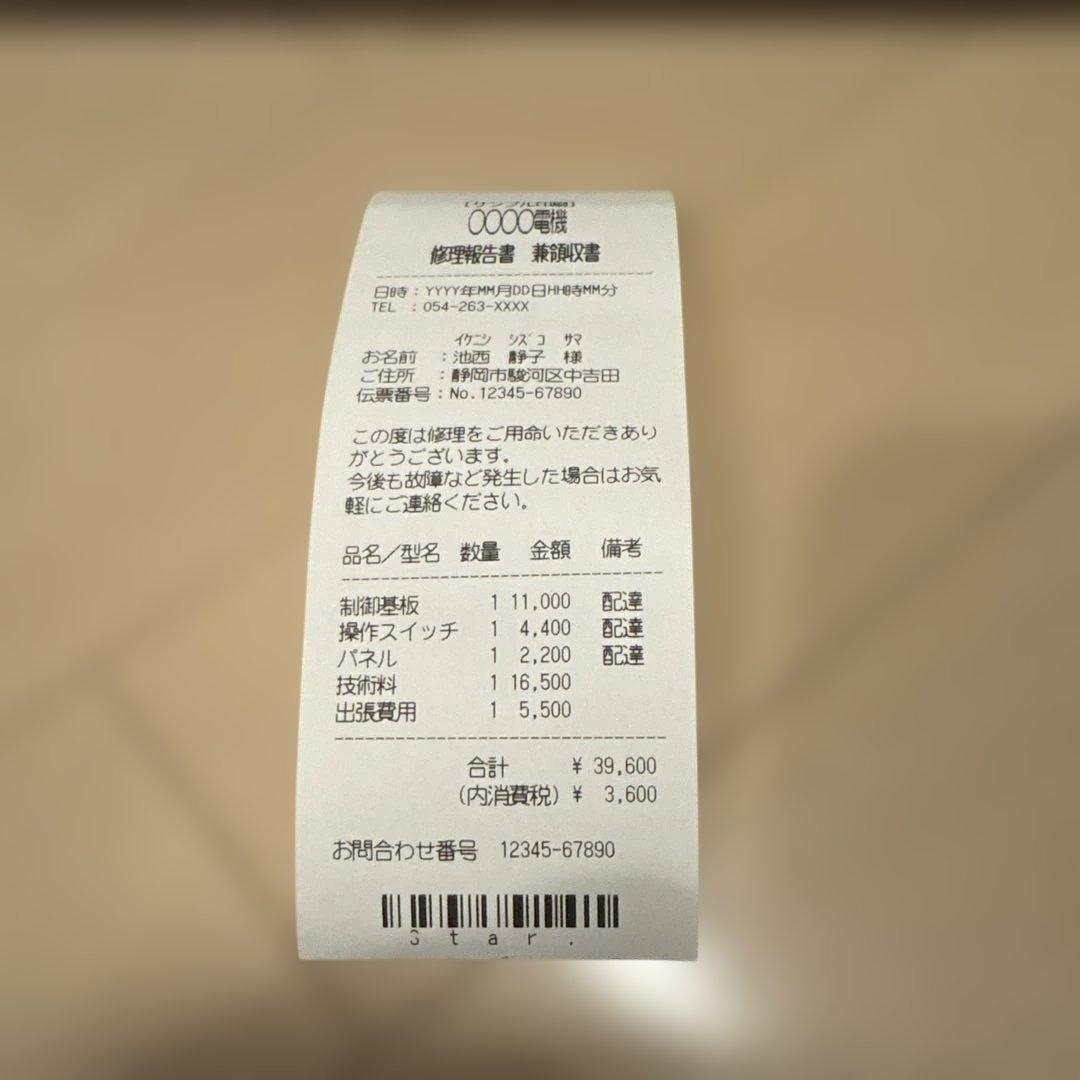 [サンプル印刷]
○○○○電機
修理報告書 兼領収書
日時:YYYY年MM月DD日HH時MM分
TEL :054-263-XXXX
イケニシ シズコ サマ
お名前 :池西 静子 様
ご住所 :静岡市駿河区中吉田
伝票番号:No.12345-67890
この度は修理をご用命いただきあり
がとうございます。
今後も故障など発生した場合はお気
軽にご連絡ください。
品名/型名 数量 金額 備考
制御基板 1 11,000 配達
操作スイッチ 1 4,400 配達
パネル 1 2,200 配達
技術料 1 16,500
出張費用 1 5,500
合計 ¥ 39,600
(内消費税) ¥ 3,600
お問合わせ番号 12345-67890
Star.